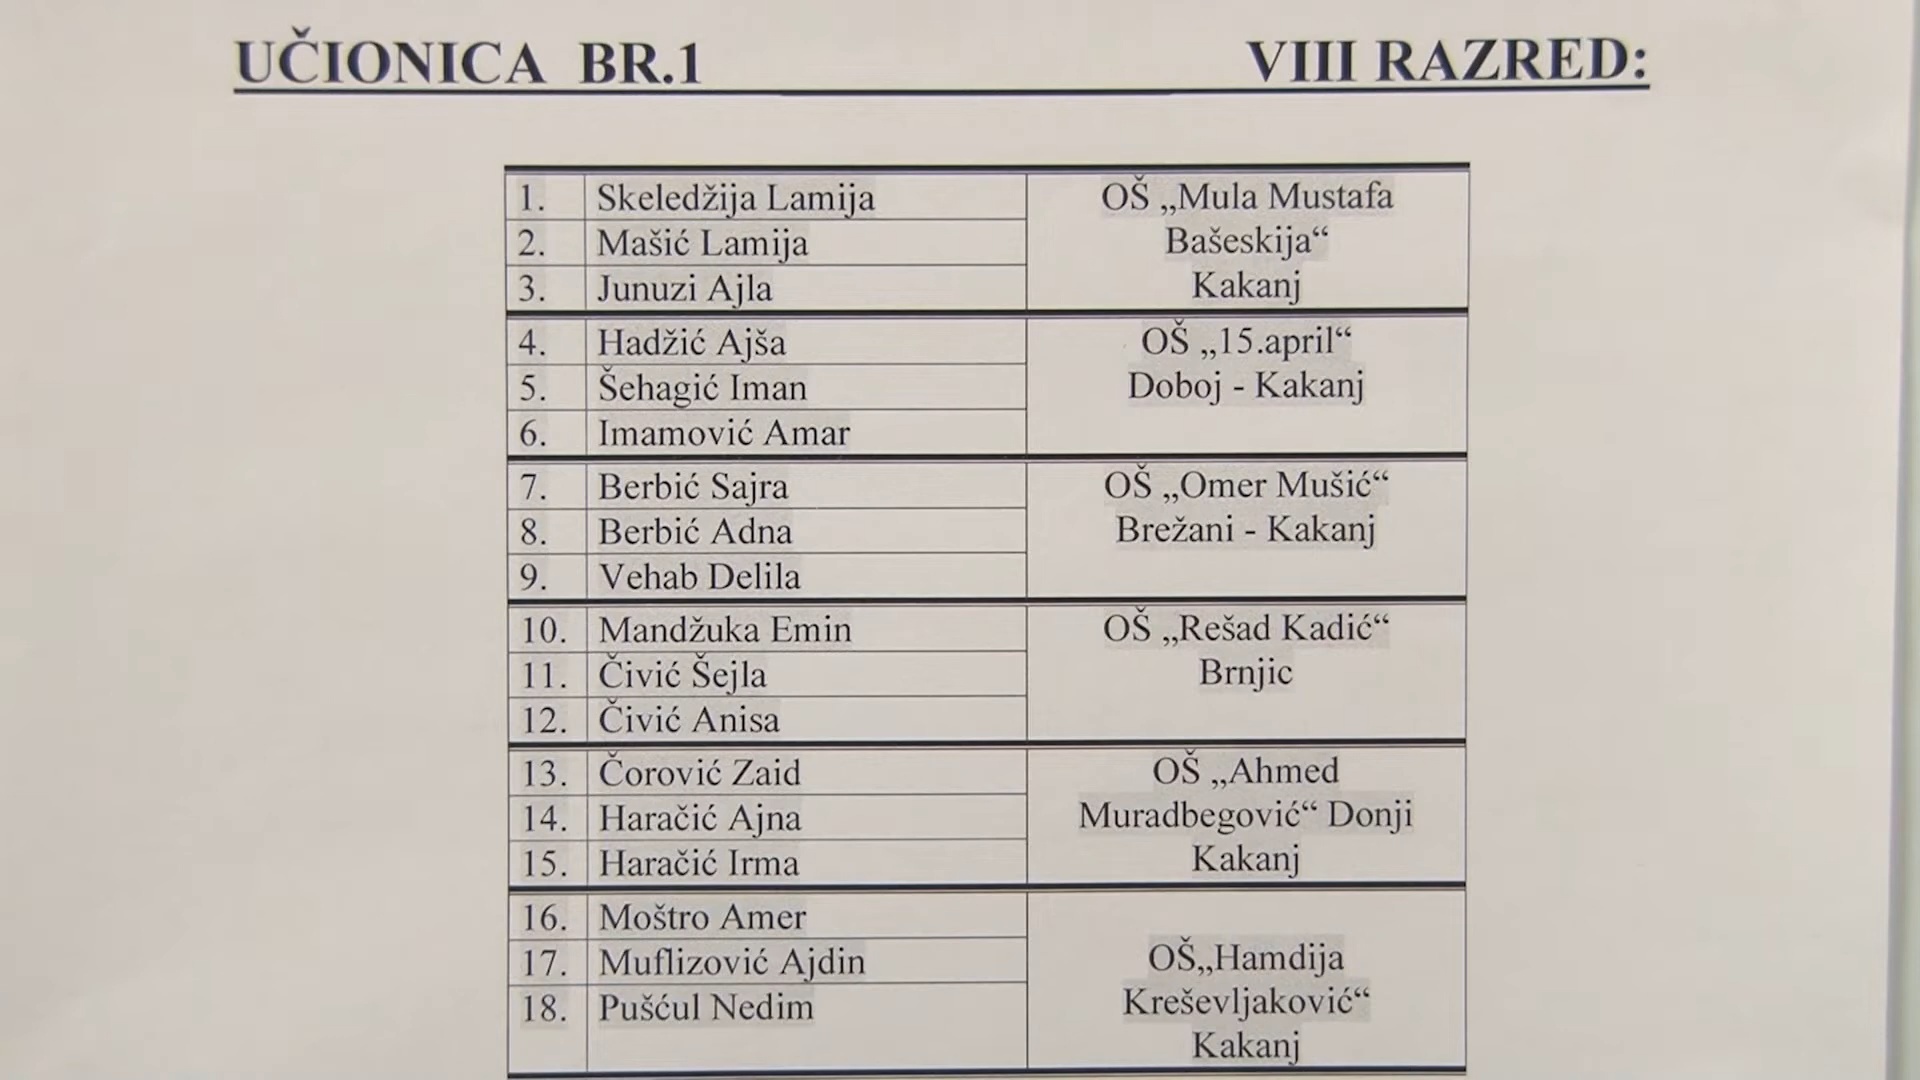 UČIONICA BR.1 VIII RAZRED:
1. Skeledžija Lamija OŠ „Mula Mustafa
2. Mašić Lamija Bašeskija“
3. Junuzi Ajla Kakanj
4. Hadžić Ajša OŠ „15.april“
5. Šehagić Iman Doboj - Kakanj
6. Imamović Amar
7. Berbić Sajra OŠ „Omer Mušić“
8. Berbić Adna Brežani - Kakanj
9. Vehab Delila
10. Mandžuka Emin OŠ „Rešad Kadić“
11. Čivić Šejla Brnjic
12. Čivić Anisa
13. Čorović Zaid OŠ „Ahmed
14. Haračić Ajna Muradbegović“ Donji
15. Haračić Irma Kakanj
16. Moštro Amer
17. Muflizović Ajdin OŠ„Hamdija
18. Pušćul Nedim Kreševljaković“
Kakanj